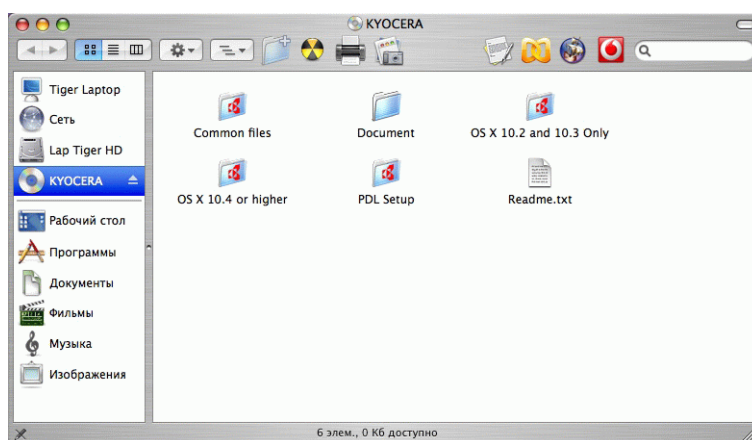 KYOCERA
Tiger Laptop
Сеть
Lap Tiger HD
KYOCERA
Рабочий стол
Программы
Документы
Фильмы
Музыка
Изображения
Common files
Document
OS X 10.2 and 10.3 Only
OS X 10.4 or higher
PDL Setup
Readme.txt
6 элем., 0 Кб доступно